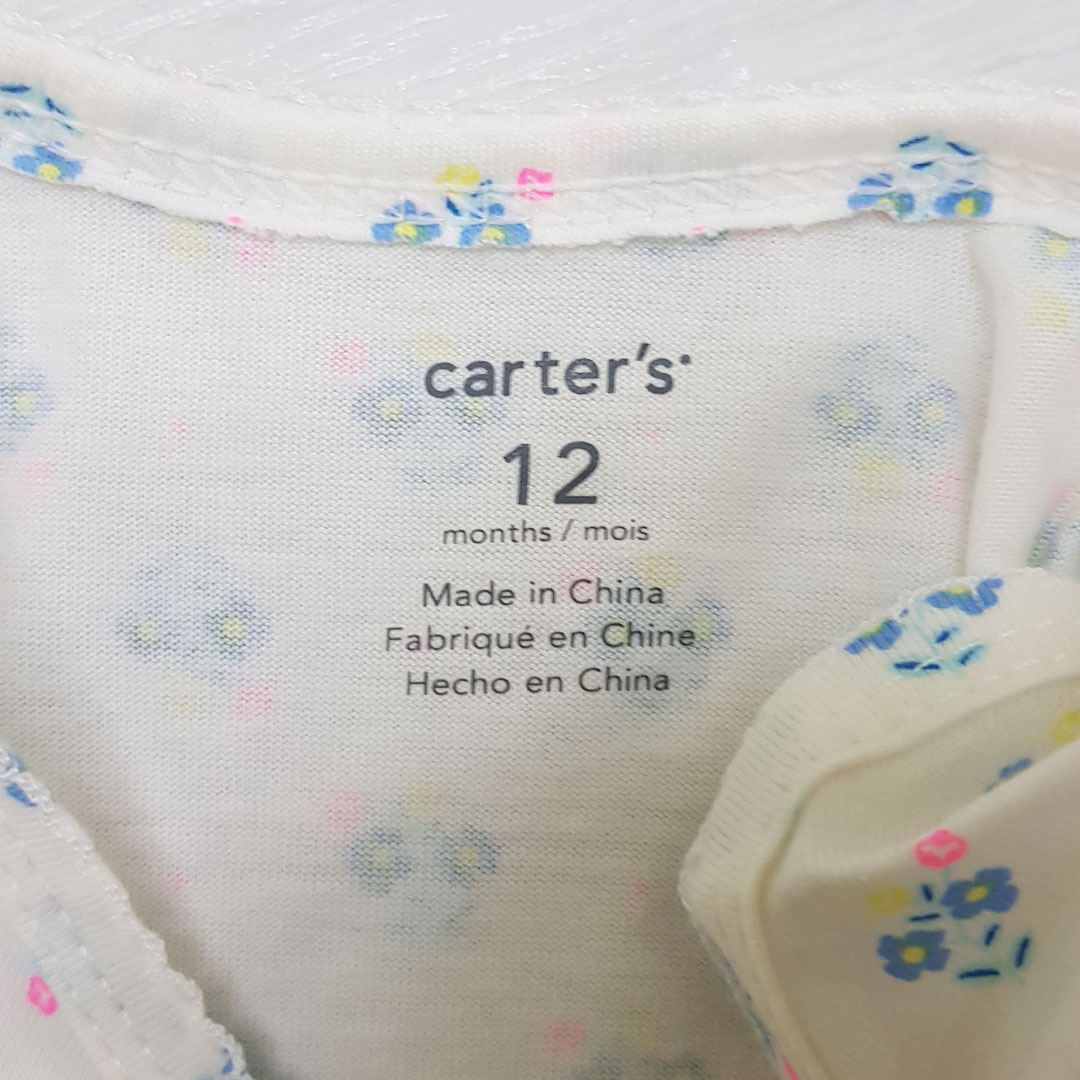 carter's
12
months / mois
Made in China
Fabriqué en Chine
Hecho en China